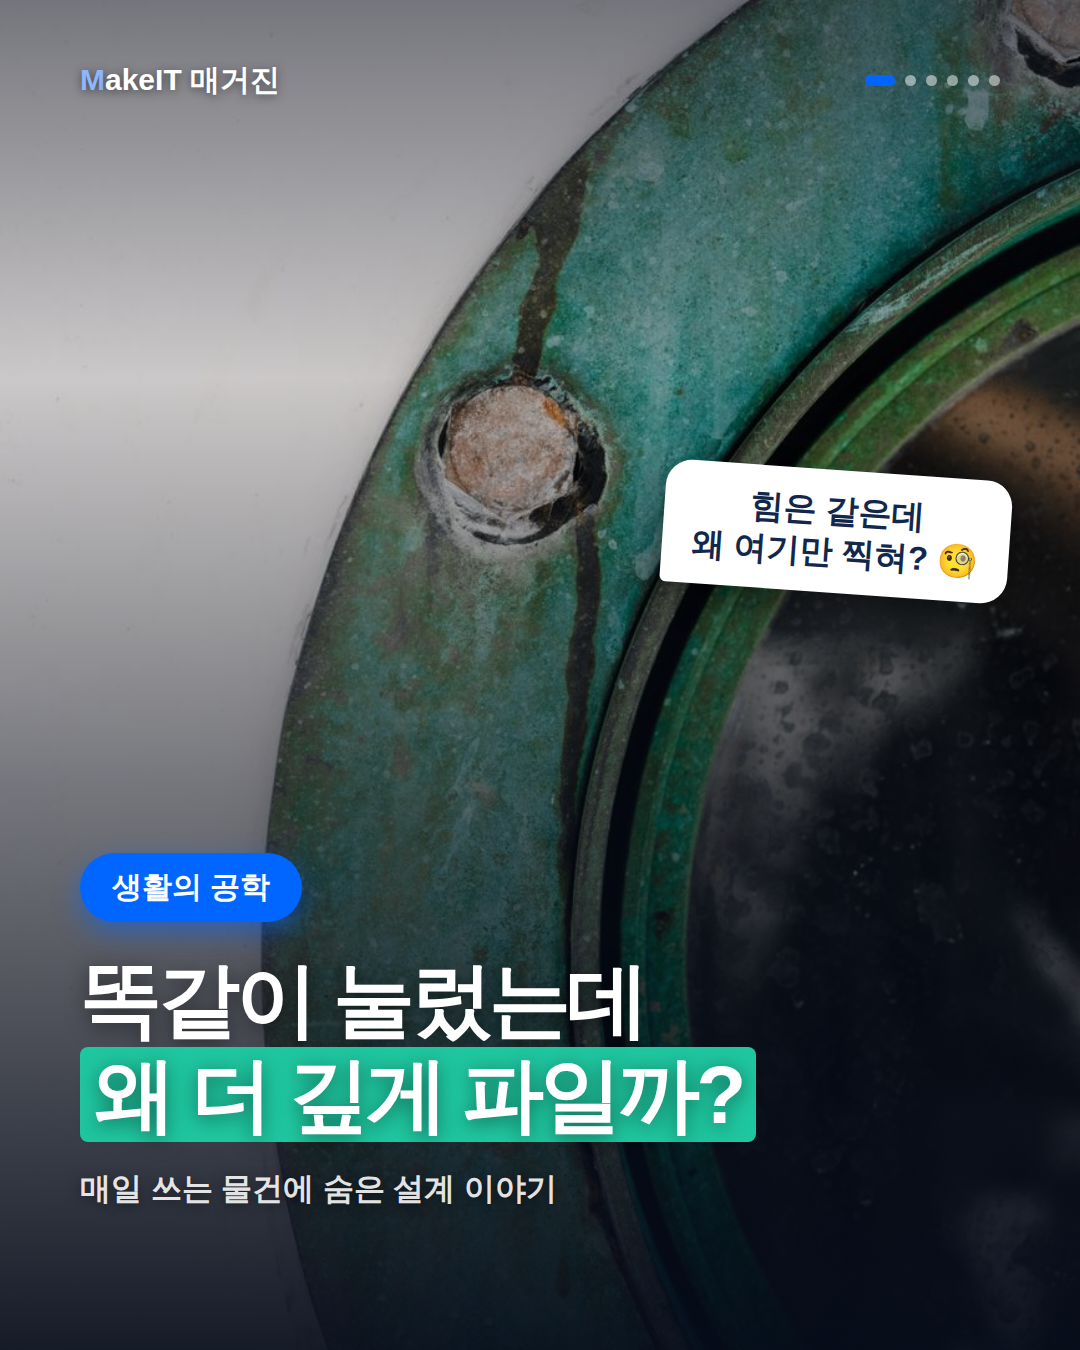 MakeIT 매거진
힘은 같은데
왜 여기만 찍혀? 🧐
생활의 공학
똑같이 눌렀는데
왜 더 깊게 파일까?
매일 쓰는 물건에 숨은 설계 이야기